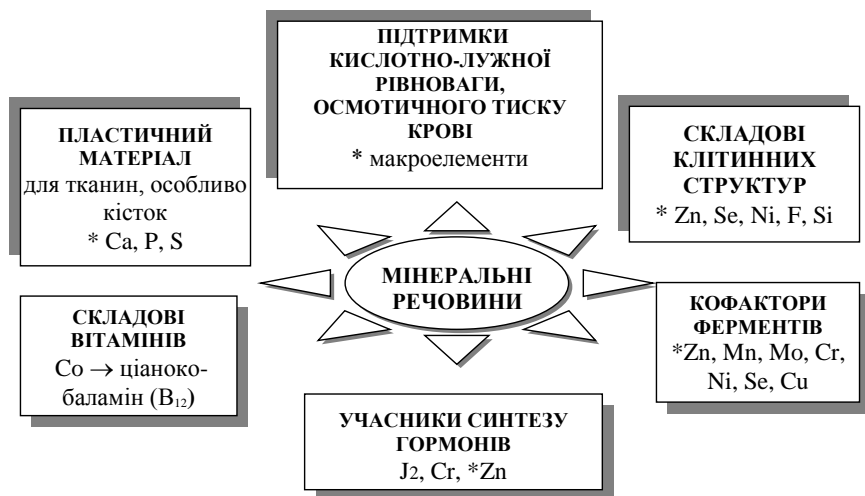 ПІДТРИМКИ
КИСЛОТНО-ЛУЖНОЇ
РІВНОВАГИ,
ОСМОТИЧНОГО ТИСКУ
КРОВІ
* макроелементи
ПЛАСТИЧНИЙ
МАТЕРІАЛ
для тканин, особливо
кісток
* Ca, P, S
СКЛАДОВІ
КЛІТИННИХ
СТРУКТУР
* Zn, Se, Ni, F, Si
МІНЕРАЛЬНІ
РЕЧОВИНИ
СКЛАДОВІ
ВІТАМІНІВ
Co → ціаноко-
баламін (B₁₂)
КОФАКТОРИ
ФЕРМЕНТІВ
*Zn, Mn, Mo, Cr,
Ni, Se, Cu
УЧАСНИКИ СИНТЕЗУ
ГОРМОНІВ
J₂, Cr, *Zn